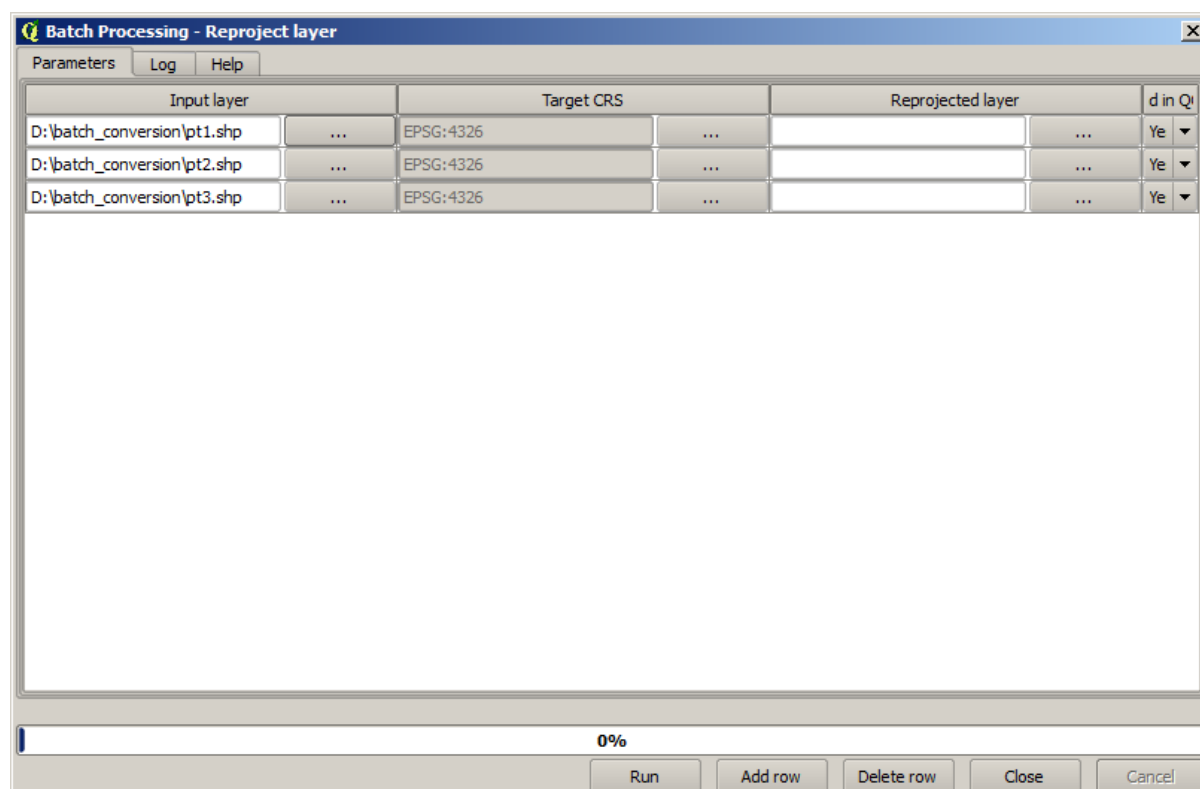 Batch Processing - Reproject layer
Parameters Log Help
Input layer Target CRS Reprojected layer d in Q
D:\batch_conversion\pt1.shp ... EPSG:4326 ... ... Ye
D:\batch_conversion\pt2.shp ... EPSG:4326 ... ... Ye
D:\batch_conversion\pt3.shp ... EPSG:4326 ... ... Ye
0%
Run Add row Delete row Close Cancel